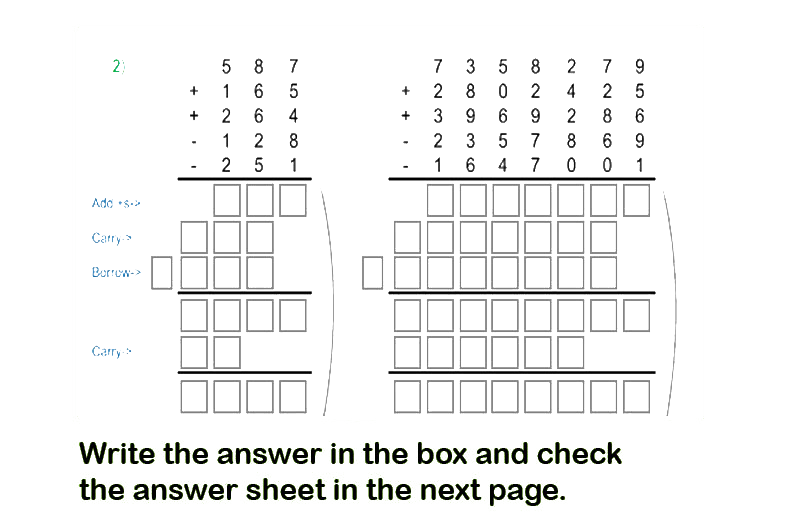 2)
5 8 7
+ 1 6 5
+ 2 6 4
- 1 2 8
- 2 5 1
Add +s->
Carry->
Borrow->
Carry->
7 3 5 8 2 7 9
+ 2 8 0 2 4 2 5
+ 3 9 6 9 2 8 6
- 2 3 5 7 8 6 9
- 1 6 4 7 0 0 1
Write the answer in the box and check
the answer sheet in the next page.